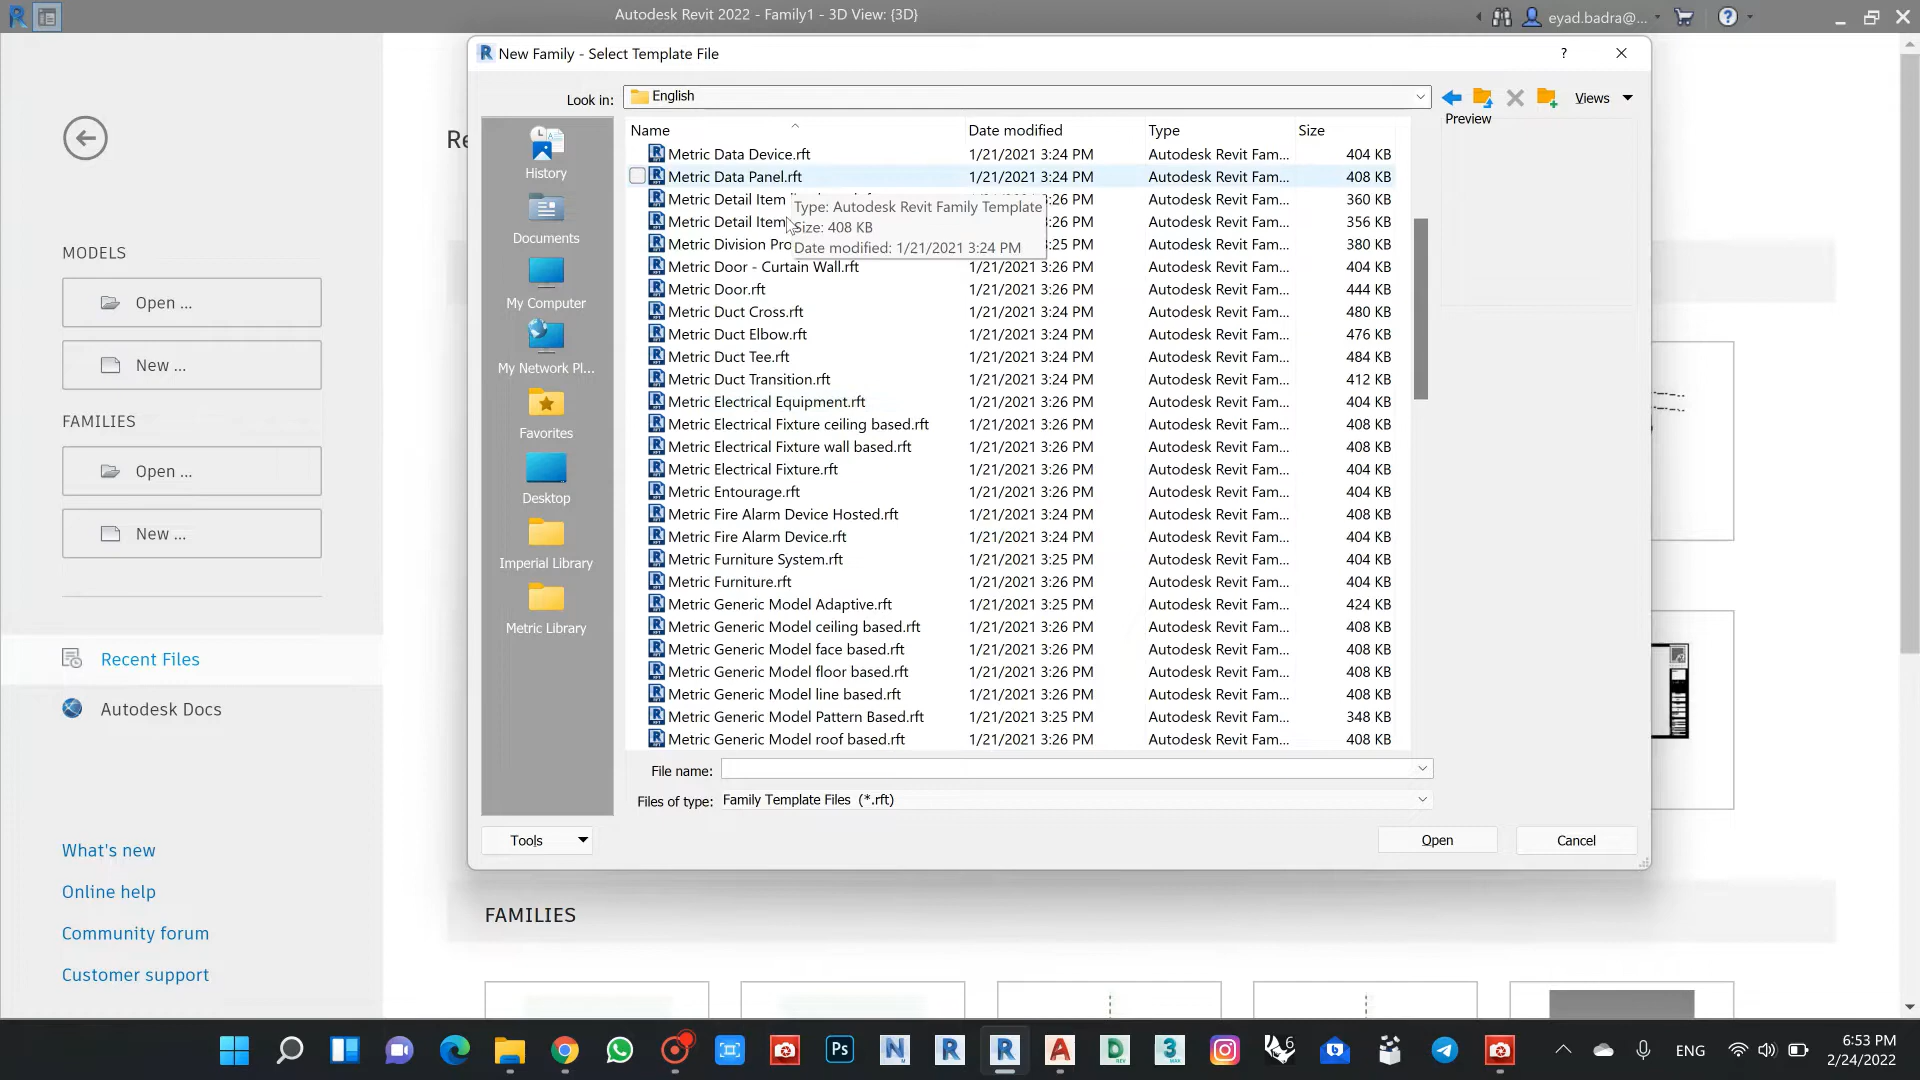 Autodesk Revit 2022 - Family1 - 3D View: {3D}
eyad.badra@...
New Family - Select Template File
Look in:
English
Views
Preview
Name
Date modified
Type
Size
Metric Data Device.rft 1/21/2021 3:24 PM Autodesk Revit Fam... 404 KB
Metric Data Panel.rft 1/21/2021 3:24 PM Autodesk Revit Fam... 408 KB
Metric Detail Item :26 PM Autodesk Revit Fam... 360 KB
Metric Detail Item :26 PM Autodesk Revit Fam... 356 KB
Metric Division Pro :25 PM Autodesk Revit Fam... 380 KB
Type: Autodesk Revit Family Template
Size: 408 KB
Date modified: 1/21/2021 3:24 PM
Metric Door - Curtain Wall.rft 1/21/2021 3:26 PM Autodesk Revit Fam... 404 KB
Metric Door.rft 1/21/2021 3:26 PM Autodesk Revit Fam... 444 KB
Metric Duct Cross.rft 1/21/2021 3:24 PM Autodesk Revit Fam... 480 KB
Metric Duct Elbow.rft 1/21/2021 3:24 PM Autodesk Revit Fam... 476 KB
Metric Duct Tee.rft 1/21/2021 3:24 PM Autodesk Revit Fam... 484 KB
Metric Duct Transition.rft 1/21/2021 3:24 PM Autodesk Revit Fam... 412 KB
Metric Electrical Equipment.rft 1/21/2021 3:26 PM Autodesk Revit Fam... 404 KB
Metric Electrical Fixture ceiling based.rft 1/21/2021 3:26 PM Autodesk Revit Fam... 408 KB
Metric Electrical Fixture wall based.rft 1/21/2021 3:26 PM Autodesk Revit Fam... 408 KB
Metric Electrical Fixture.rft 1/21/2021 3:26 PM Autodesk Revit Fam... 404 KB
Metric Entourage.rft 1/21/2021 3:26 PM Autodesk Revit Fam... 404 KB
Metric Fire Alarm Device Hosted.rft 1/21/2021 3:24 PM Autodesk Revit Fam... 408 KB
Metric Fire Alarm Device.rft 1/21/2021 3:24 PM Autodesk Revit Fam... 404 KB
Metric Furniture System.rft 1/21/2021 3:25 PM Autodesk Revit Fam... 404 KB
Metric Furniture.rft 1/21/2021 3:26 PM Autodesk Revit Fam... 404 KB
Metric Generic Model Adaptive.rft 1/21/2021 3:25 PM Autodesk Revit Fam... 424 KB
Metric Generic Model ceiling based.rft 1/21/2021 3:26 PM Autodesk Revit Fam... 408 KB
Metric Generic Model face based.rft 1/21/2021 3:26 PM Autodesk Revit Fam... 408 KB
Metric Generic Model floor based.rft 1/21/2021 3:26 PM Autodesk Revit Fam... 408 KB
Metric Generic Model line based.rft 1/21/2021 3:26 PM Autodesk Revit Fam... 408 KB
Metric Generic Model Pattern Based.rft 1/21/2021 3:25 PM Autodesk Revit Fam... 348 KB
Metric Generic Model roof based.rft 1/21/2021 3:26 PM Autodesk Revit Fam... 408 KB
History
Documents
My Computer
My Network Pl...
Favorites
Desktop
Imperial Library
Metric Library
File name:
Files of type: Family Template Files (*.rft)
Tools
Open
Cancel
Re
MODELS
Open ...
New ...
FAMILIES
Open ...
New ...
Recent Files
Autodesk Docs
What's new
Online help
Community forum
Customer support
FAMILIES
ENG
6:53 PM
2/24/2022